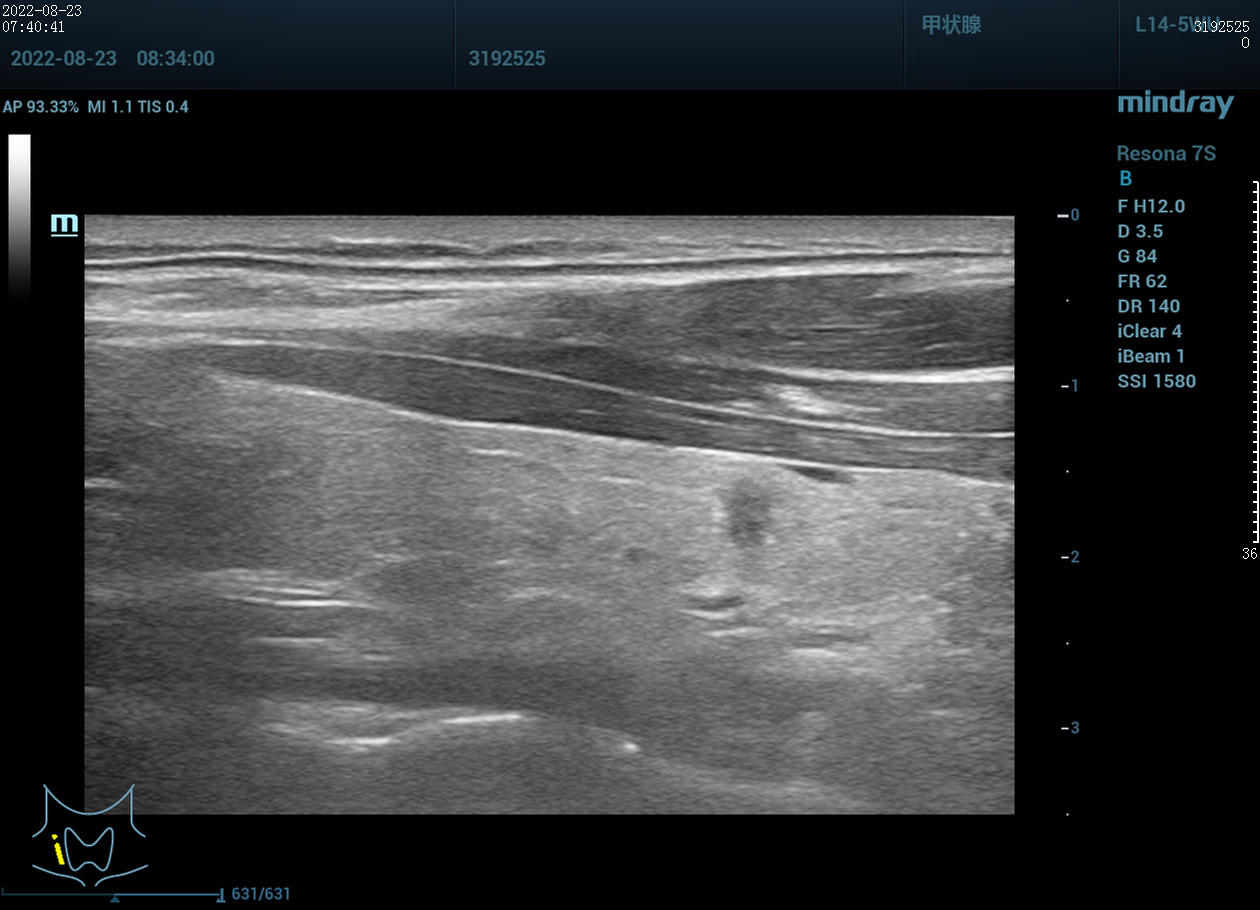 2022-08-23
07:40:41
2022-08-23 08:34:00
3192525
甲状腺
3192525
0
AP 93.33% MI 1.1 TIS 0.4
mindray
Resona 7S
B
F H12.0
D 3.5
G 84
FR 62
DR 140
iClear 4
iBeam 1
SSI 1580
m
0
1
2
3
36
631/631